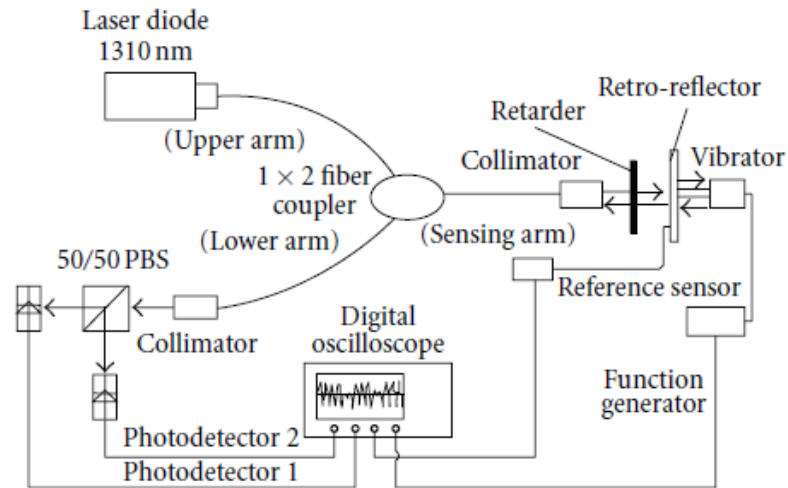 Laser diode
1310 nm
(Upper arm)
1 × 2 fiber
coupler
(Lower arm)
50/50 PBS
Collimator
Retarder
Retro-reflector
Collimator
Vibrator
(Sensing arm)
Reference sensor
Digital
oscilloscope
Function
generator
Photodetector 2
Photodetector 1